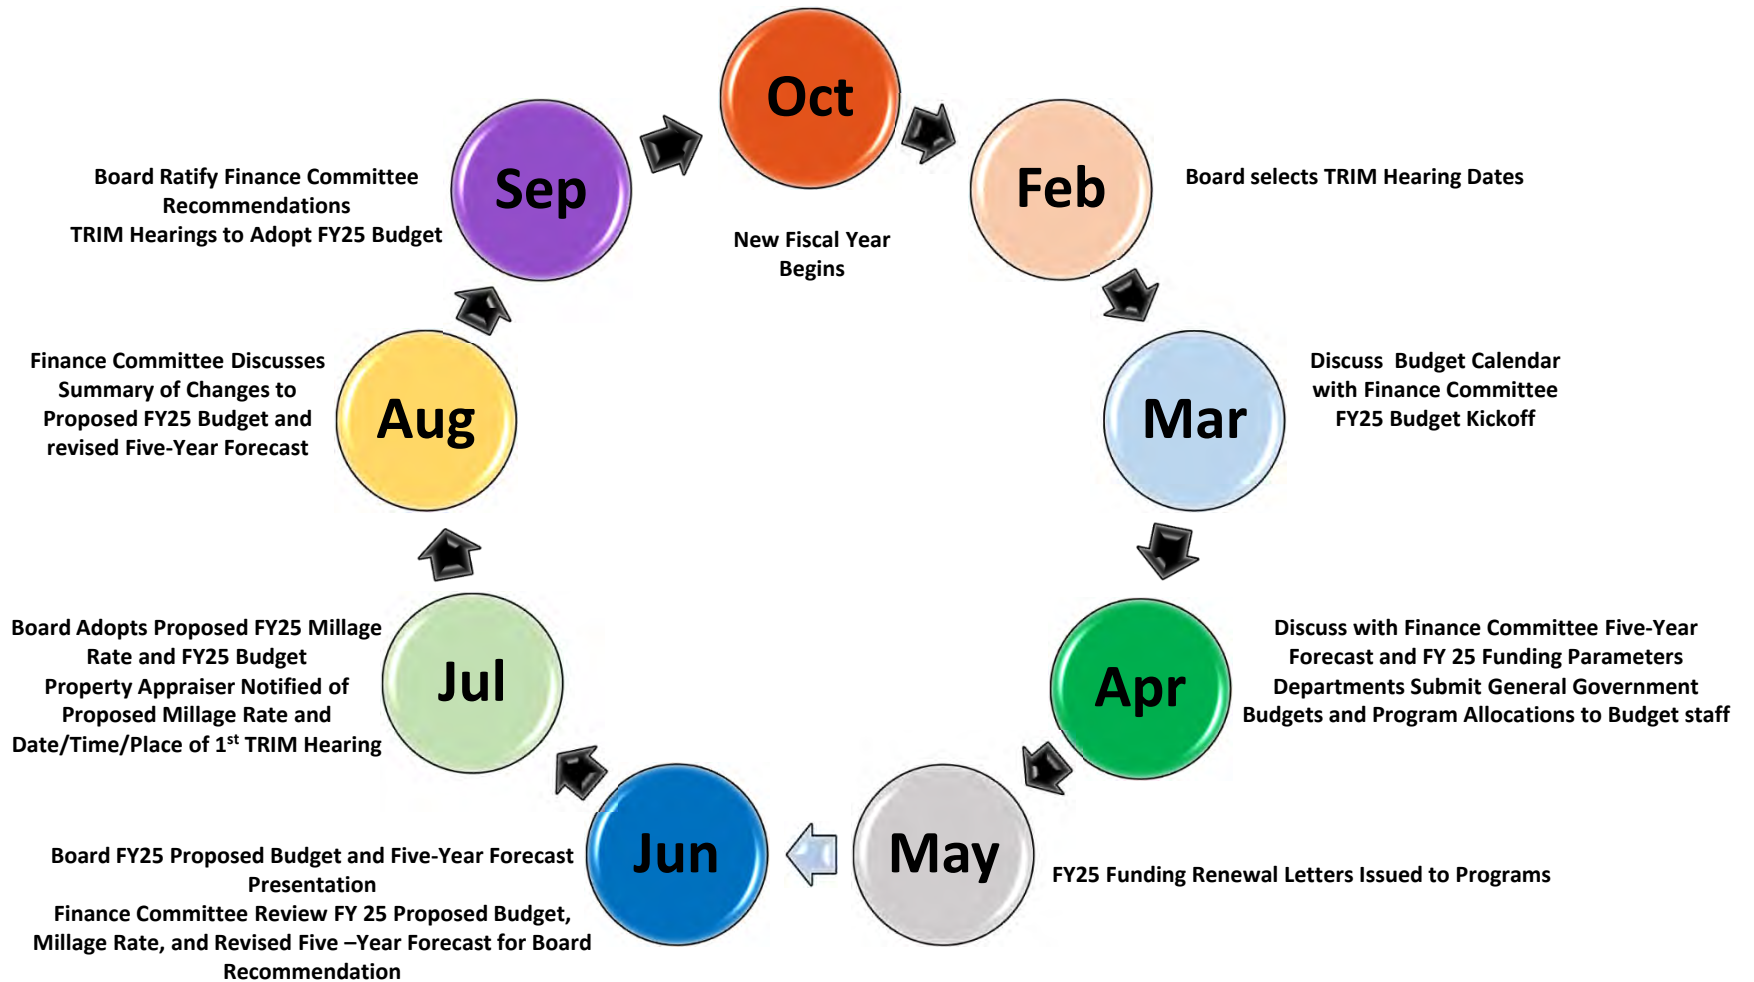 Oct
New Fiscal Year
Begins
Feb
Board selects TRIM Hearing Dates
Mar
Discuss Budget Calendar
with Finance Committee
FY25 Budget Kickoff
Apr
Discuss with Finance Committee Five-Year
Forecast and FY 25 Funding Parameters
Departments Submit General Government
Budgets and Program Allocations to Budget staff
May
FY25 Funding Renewal Letters Issued to Programs
Jun
Board FY25 Proposed Budget and Five-Year Forecast
Presentation
Finance Committee Review FY 25 Proposed Budget,
Millage Rate, and Revised Five –Year Forecast for Board
Recommendation
Jul
Board Adopts Proposed FY25 Millage
Rate and FY25 Budget
Property Appraiser Notified of
Proposed Millage Rate and
Date/Time/Place of 1st TRIM Hearing
Aug
Finance Committee Discusses
Summary of Changes to
Proposed FY25 Budget and
revised Five-Year Forecast
Sep
Board Ratify Finance Committee
Recommendations
TRIM Hearings to Adopt FY25 Budget